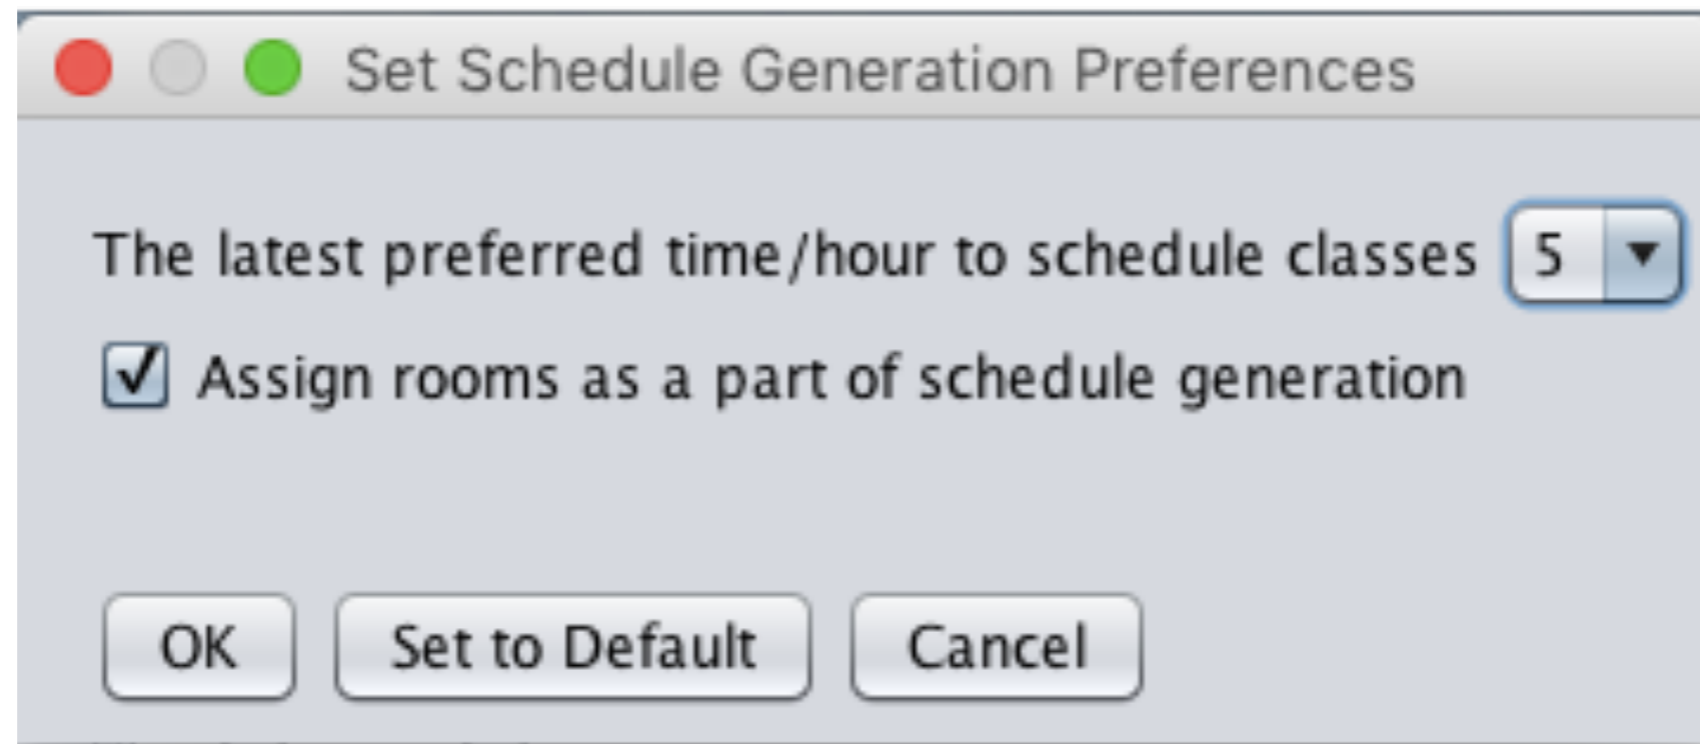 Set Schedule Generation Preferences
The latest preferred time/hour to schedule classes 5
Assign rooms as a part of schedule generation
OK Set to Default Cancel